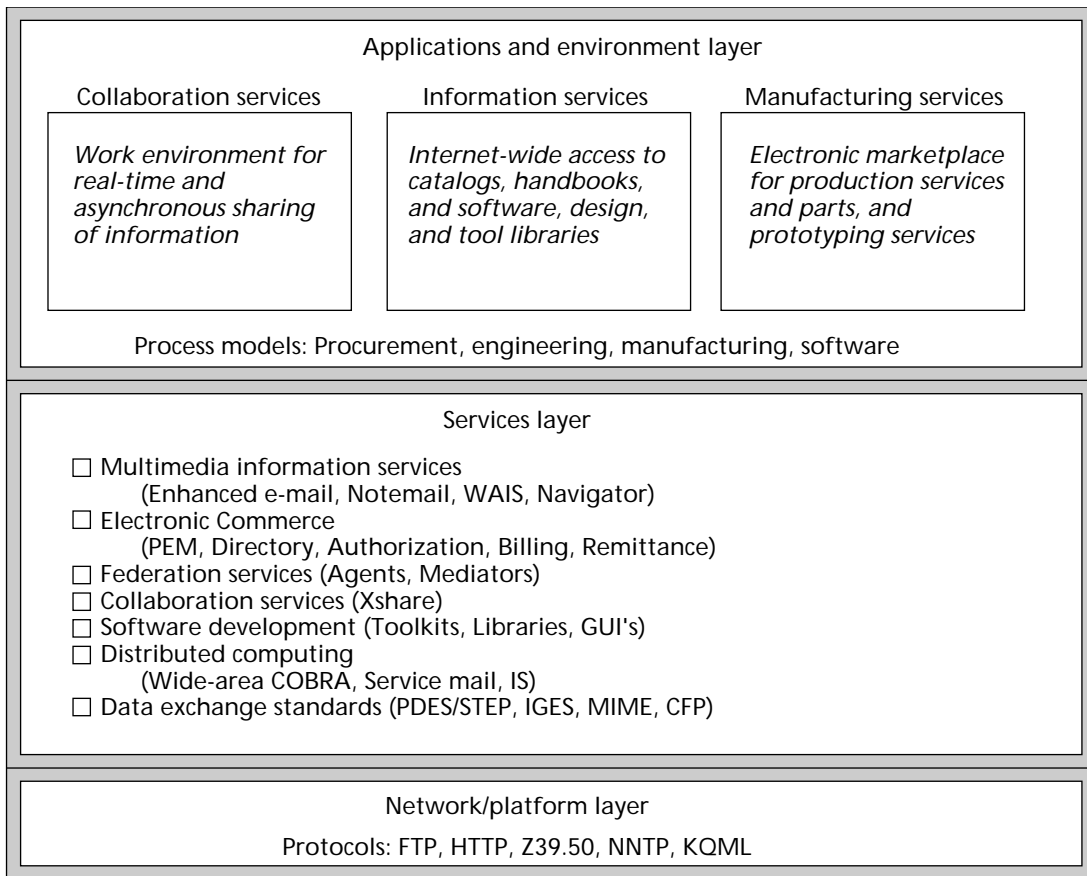 Applications and environment layer
Collaboration services
Work environment for
real-time and
asynchronous sharing
of information
Information services
Internet-wide access to
catalogs, handbooks,
and software, design,
and tool libraries
Manufacturing services
Electronic marketplace
for production services
and parts, and
prototyping services
Process models: Procurement, engineering, manufacturing, software
Services layer
Multimedia information services
(Enhanced e-mail, Notemail, WAIS, Navigator)
Electronic Commerce
(PEM, Directory, Authorization, Billing, Remittance)
Federation services (Agents, Mediators)
Collaboration services (Xshare)
Software development (Toolkits, Libraries, GUI's)
Distributed computing
(Wide-area COBRA, Service mail, IS)
Data exchange standards (PDES/STEP, IGES, MIME, CFP)
Network/platform layer
Protocols: FTP, HTTP, Z39.50, NNTP, KQML